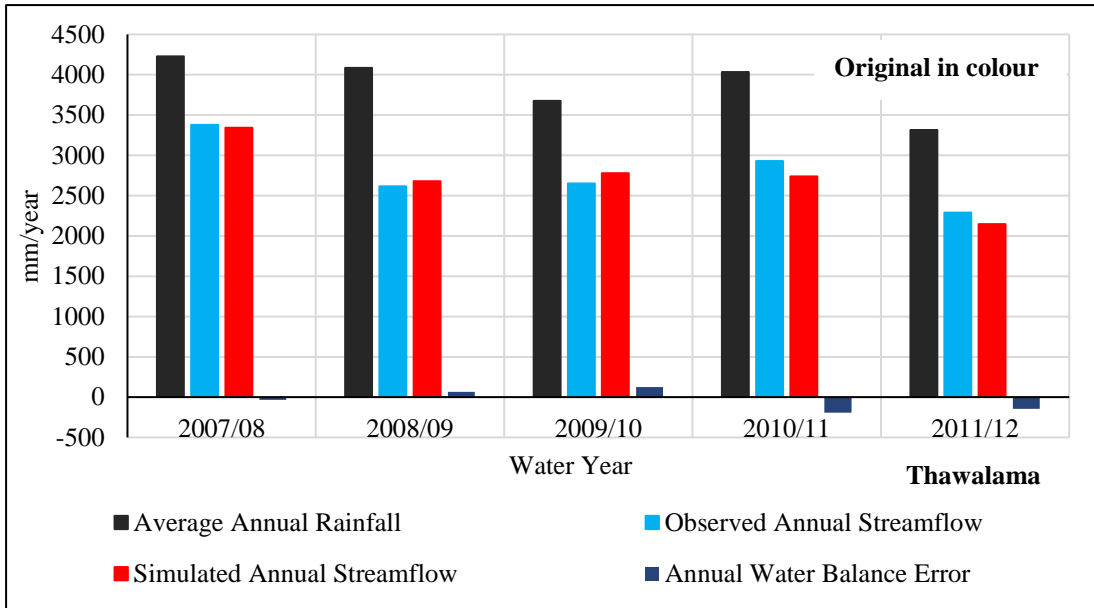 4500
4000
3500
3000
2500
2000
1500
1000
500
0
-500
mm/year
Original in colour
2007/08 2008/09 2009/10 2010/11 2011/12
Water Year
Thawalama
Average Annual Rainfall Observed Annual Streamflow
Simulated Annual Streamflow Annual Water Balance Error